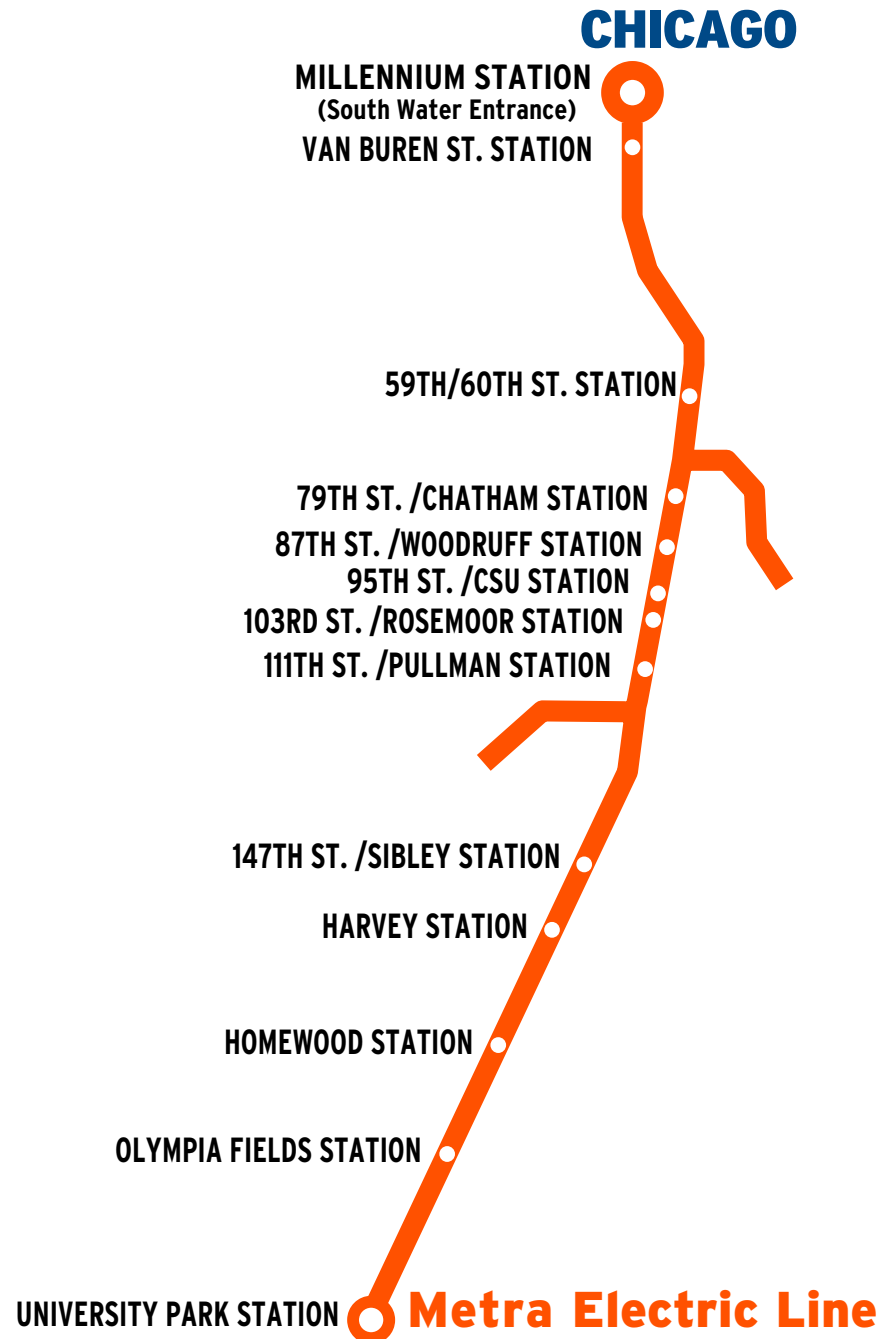 CHICAGO
MILLENNIUM STATION
(South Water Entrance)
VAN BUREN ST. STATION
59TH/60TH ST. STATION
79TH ST. /CHATHAM STATION
87TH ST. /WOODRUFF STATION
95TH ST. /CSU STATION
103RD ST. /ROSEMOOR STATION
111TH ST. /PULLMAN STATION
147TH ST. /SIBLEY STATION
HARVEY STATION
HOMEWOOD STATION
OLYMPIA FIELDS STATION
UNIVERSITY PARK STATION
Metra Electric Line